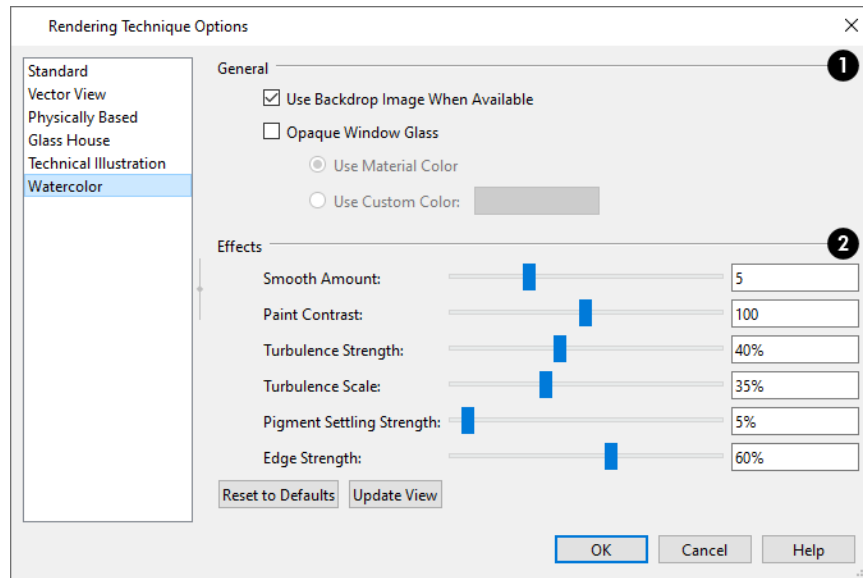 Rendering Technique Options
Standard
Vector View
Physically Based
Glass House
Technical Illustration
Watercolor
General 1
Use Backdrop Image When Available
Opaque Window Glass
Use Material Color
Use Custom Color:
Effects 2
Smooth Amount: 5
Paint Contrast: 100
Turbulence Strength: 40%
Turbulence Scale: 35%
Pigment Settling Strength: 5%
Edge Strength: 60%
Reset to Defaults Update View
OK Cancel Help